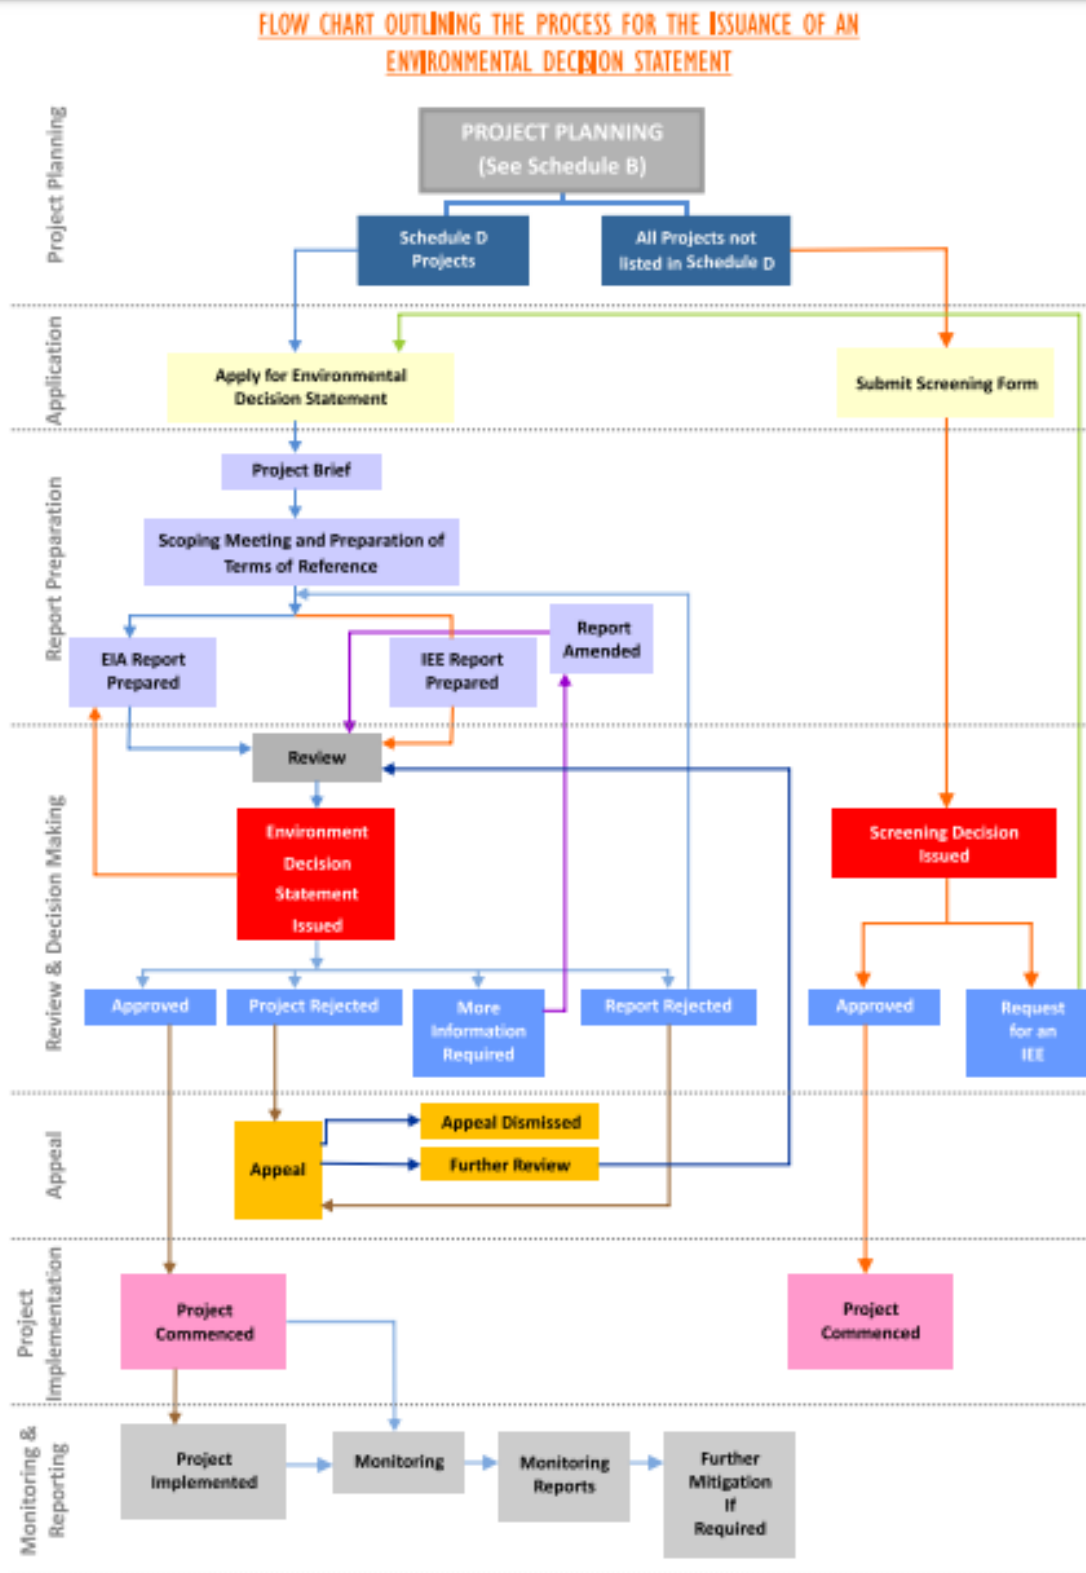 FLOW CHART OUTLINING THE PROCESS FOR THE ISSUANCE OF AN
ENVIRONMENTAL DECISION STATEMENT
Project Planning
PROJECT PLANNING
(See Schedule B)
Schedule D
Projects
All Projects not
listed in Schedule D
Application
Apply for Environmental
Decision Statement
Submit Screening Form
Report Preparation
Project Brief
Scoping Meeting and Preparation of
Terms of Reference
EIA Report
Prepared
IEE Report
Prepared
Report
Amended
Review & Decision Making
Review
Environment
Decision
Statement
Issued
Screening Decision
Issued
Approved
Project Rejected
More
Information
Required
Report Rejected
Approved
Request
for an
IEE
Appeal
Appeal
Appeal Dismissed
Further Review
Project
Implementation
Project
Commenced
Project
Commenced
Monitoring &
Reporting
Project
Implemented
Monitoring
Monitoring
Reports
Further
Mitigation
If
Required